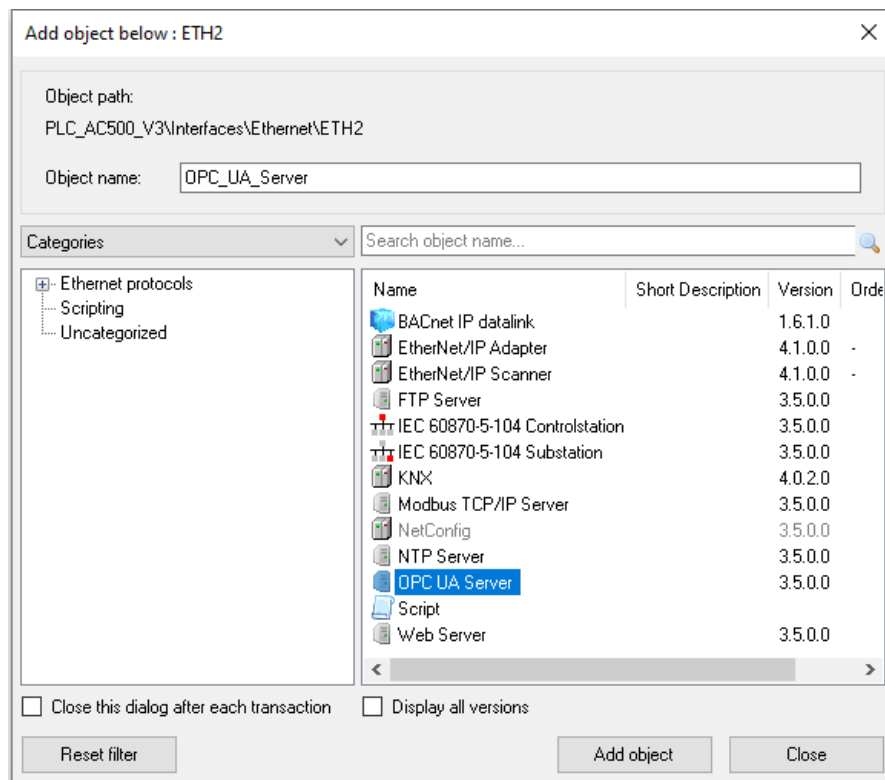 Add object below : ETH2
Object path:
PLC_AC500_V3\Interfaces\Ethernet\ETH2
Object name: OPC_UA_Server
Categories Search object name...
Ethernet protocols
Scripting
Uncategorized
Name Short Description Version Orde
BACnet IP datalink 1.6.1.0
EtherNet/IP Adapter 4.1.0.0 -
EtherNet/IP Scanner 4.1.0.0 -
FTP Server 3.5.0.0
IEC 60870-5-104 Controlstation 3.5.0.0
IEC 60870-5-104 Substation 3.5.0.0
KNX 4.0.2.0
Modbus TCP/IP Server 3.5.0.0
NetConfig 3.5.0.0
NTP Server 3.5.0.0
OPC UA Server 3.5.0.0
Script
Web Server 3.5.0.0
Close this dialog after each transaction Display all versions
Reset filter Add object Close